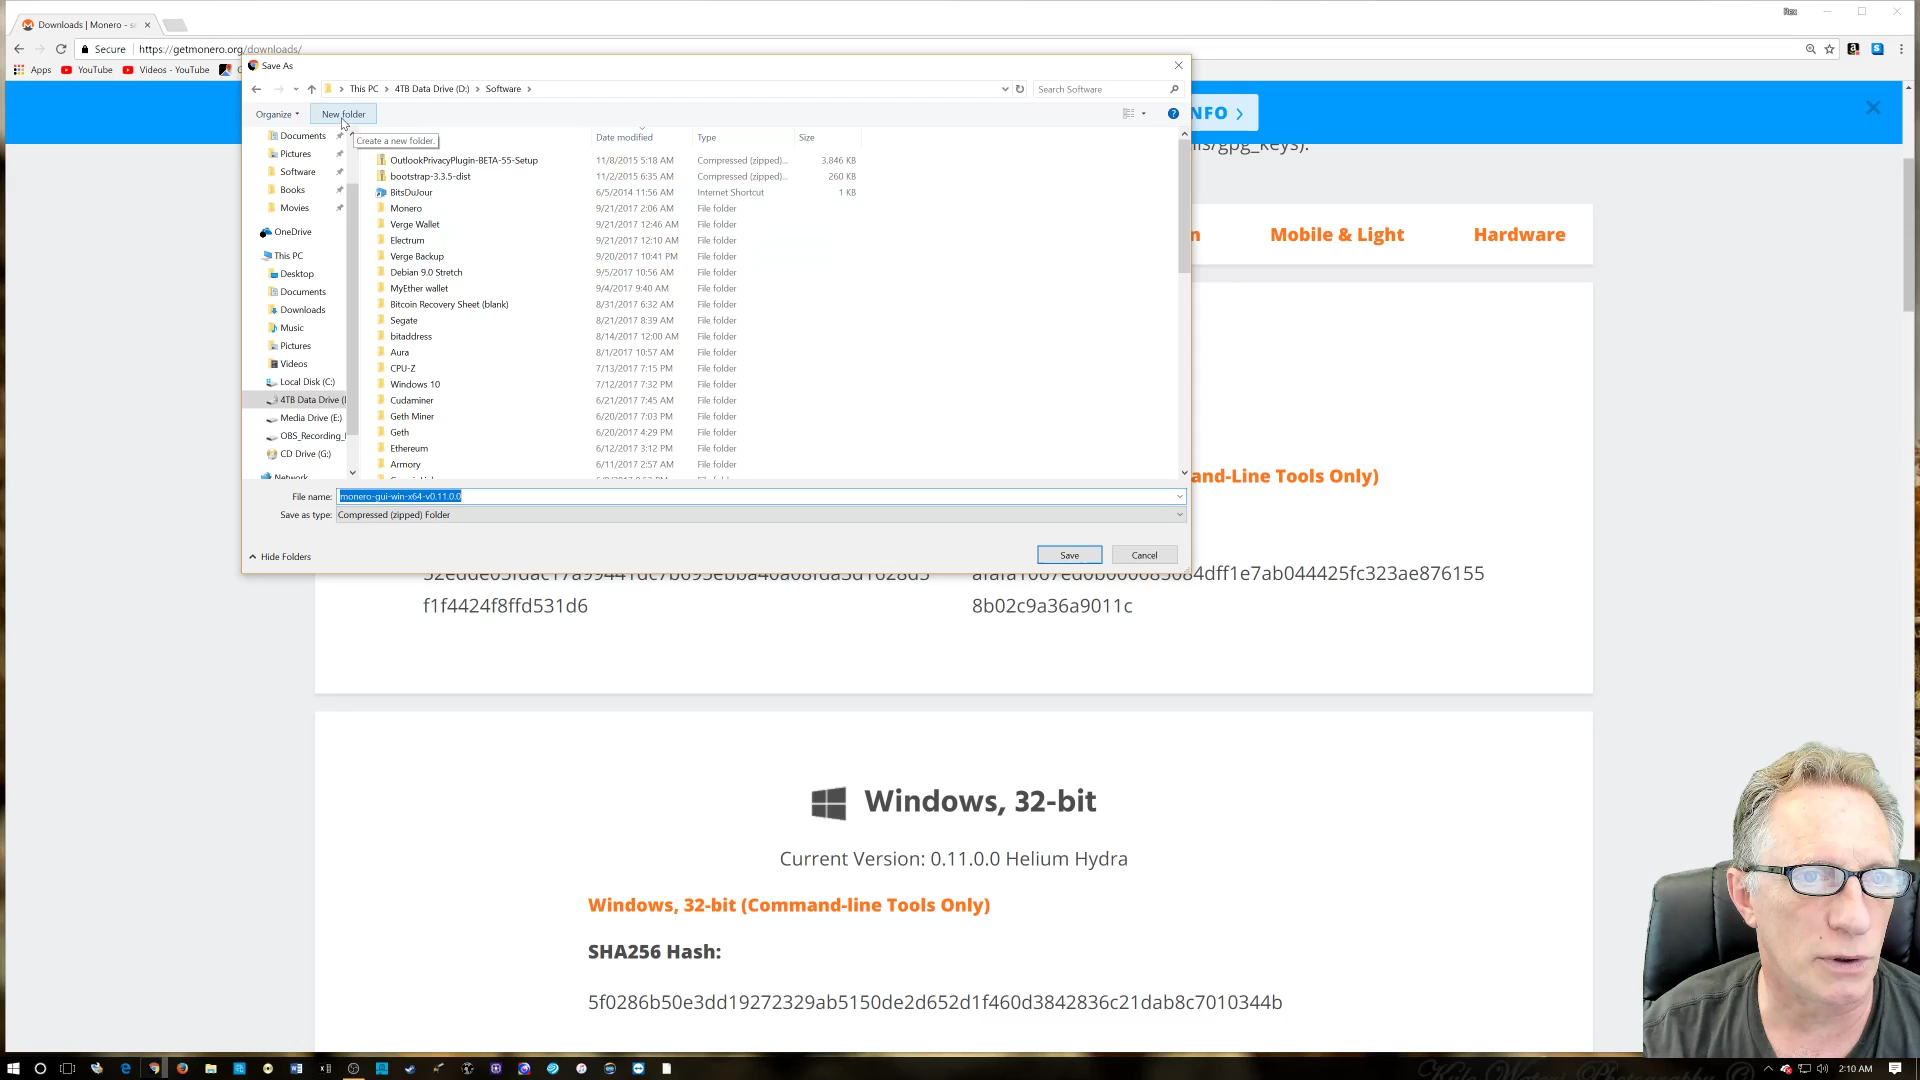 Downloads | Monero - se
Rex
Secure
https://getmonero.org/downloads/
Apps
YouTube
Videos - YouTube
Save As
This PC
4TB Data Drive (D:)
Software
Search Software
Organize
New folder
NFO
s/gpg_keys).
Create a new folder.
Date modified
Type
Size
Documents
Pictures
Software
Books
Movies
OneDrive
This PC
Desktop
Documents
Downloads
Music
Pictures
Videos
Local Disk (C:)
4TB Data Drive (
Media Drive (E:)
OBS_Recording_
CD Drive (G:)
Network
OutlookPrivacyPlugin-BETA-55-Setup 11/8/2015 5:18 AM Compressed (zipped)... 3,846 KB
bootstrap-3.3.5-dist 11/2/2015 6:35 AM Compressed (zipped)... 260 KB
BitsDuJour 6/5/2014 11:56 AM Internet Shortcut 1 KB
Monero 9/21/2017 2:06 AM File folder
Verge Wallet 9/21/2017 12:46 AM File folder
Electrum 9/21/2017 12:10 AM File folder
Verge Backup 9/20/2017 10:41 PM File folder
Debian 9.0 Stretch 9/5/2017 10:56 AM File folder
MyEther wallet 9/4/2017 9:40 AM File folder
Bitcoin Recovery Sheet (blank) 8/31/2017 6:32 AM File folder
Segate 8/21/2017 8:39 AM File folder
bitaddress 8/14/2017 12:00 AM File folder
Aura 8/1/2017 10:57 AM File folder
CPU-Z 7/13/2017 7:15 PM File folder
Windows 10 7/12/2017 7:32 PM File folder
Cudaminer 6/21/2017 7:45 AM File folder
Geth Miner 6/20/2017 7:03 PM File folder
Geth 6/20/2017 4:29 PM File folder
Ethereum 6/12/2017 3:12 PM File folder
Armory 6/11/2017 2:57 AM File folder
File name: monero-gui-win-x64-v0.11.0.0
Save as type: Compressed (zipped) Folder
Hide Folders
Save
Cancel
n
Mobile & Light
Hardware
and-Line Tools Only)
f1f4424f8ffd531d6
8b02c9a36a9011c
Windows, 32-bit
Current Version: 0.11.0.0 Helium Hydra
Windows, 32-bit (Command-line Tools Only)
SHA256 Hash:
5f0286b50e3dd19272329ab5150de2d652d1f460d3842836c21dab8c7010344b
2:10 AM